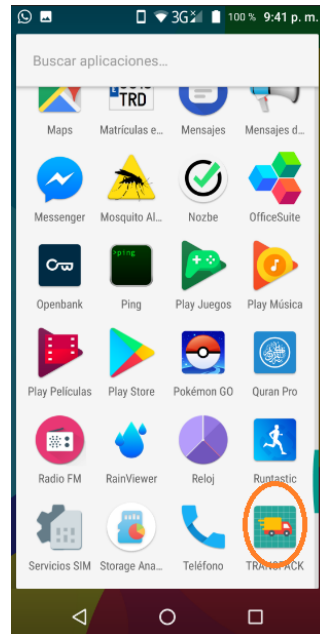 3G 100 % 9:41 p. m.
Buscar aplicaciones...
TRD
Maps Matrículas e... Mensajes Mensajes d...
Messenger Mosquito Al... Nozbe OfficeSuite
>ping
Openbank Ping Play Juegos Play Música
Play Películas Play Store Pokémon GO Quran Pro
Radio FM RainViewer Reloj Runtastic
Servicios SIM Storage Ana... Teléfono TRANSPACK